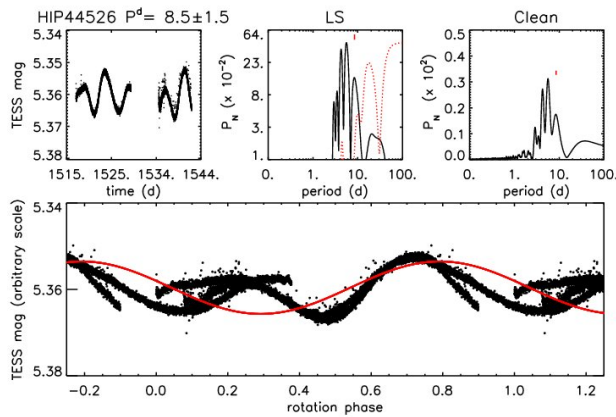 HIP44526 P^d= 8.5±1.5
LS
Clean
5.34
5.35
5.36
5.37
5.38
TESS mag
1515. 1525. 1534. 1544.
time (d)
64.
23.
8.
3.
1.
P_N (x 10^-2)
0. 1. 10. 100.
period (d)
0.5
0.4
0.3
0.2
0.1
0.0
P_N (x 10^2)
0. 1. 10. 100.
period (d)
5.34
5.36
5.38
TESS mag (arbitrary scale)
-0.2 0.0 0.2 0.4 0.6 0.8 1.0 1.2
rotation phase